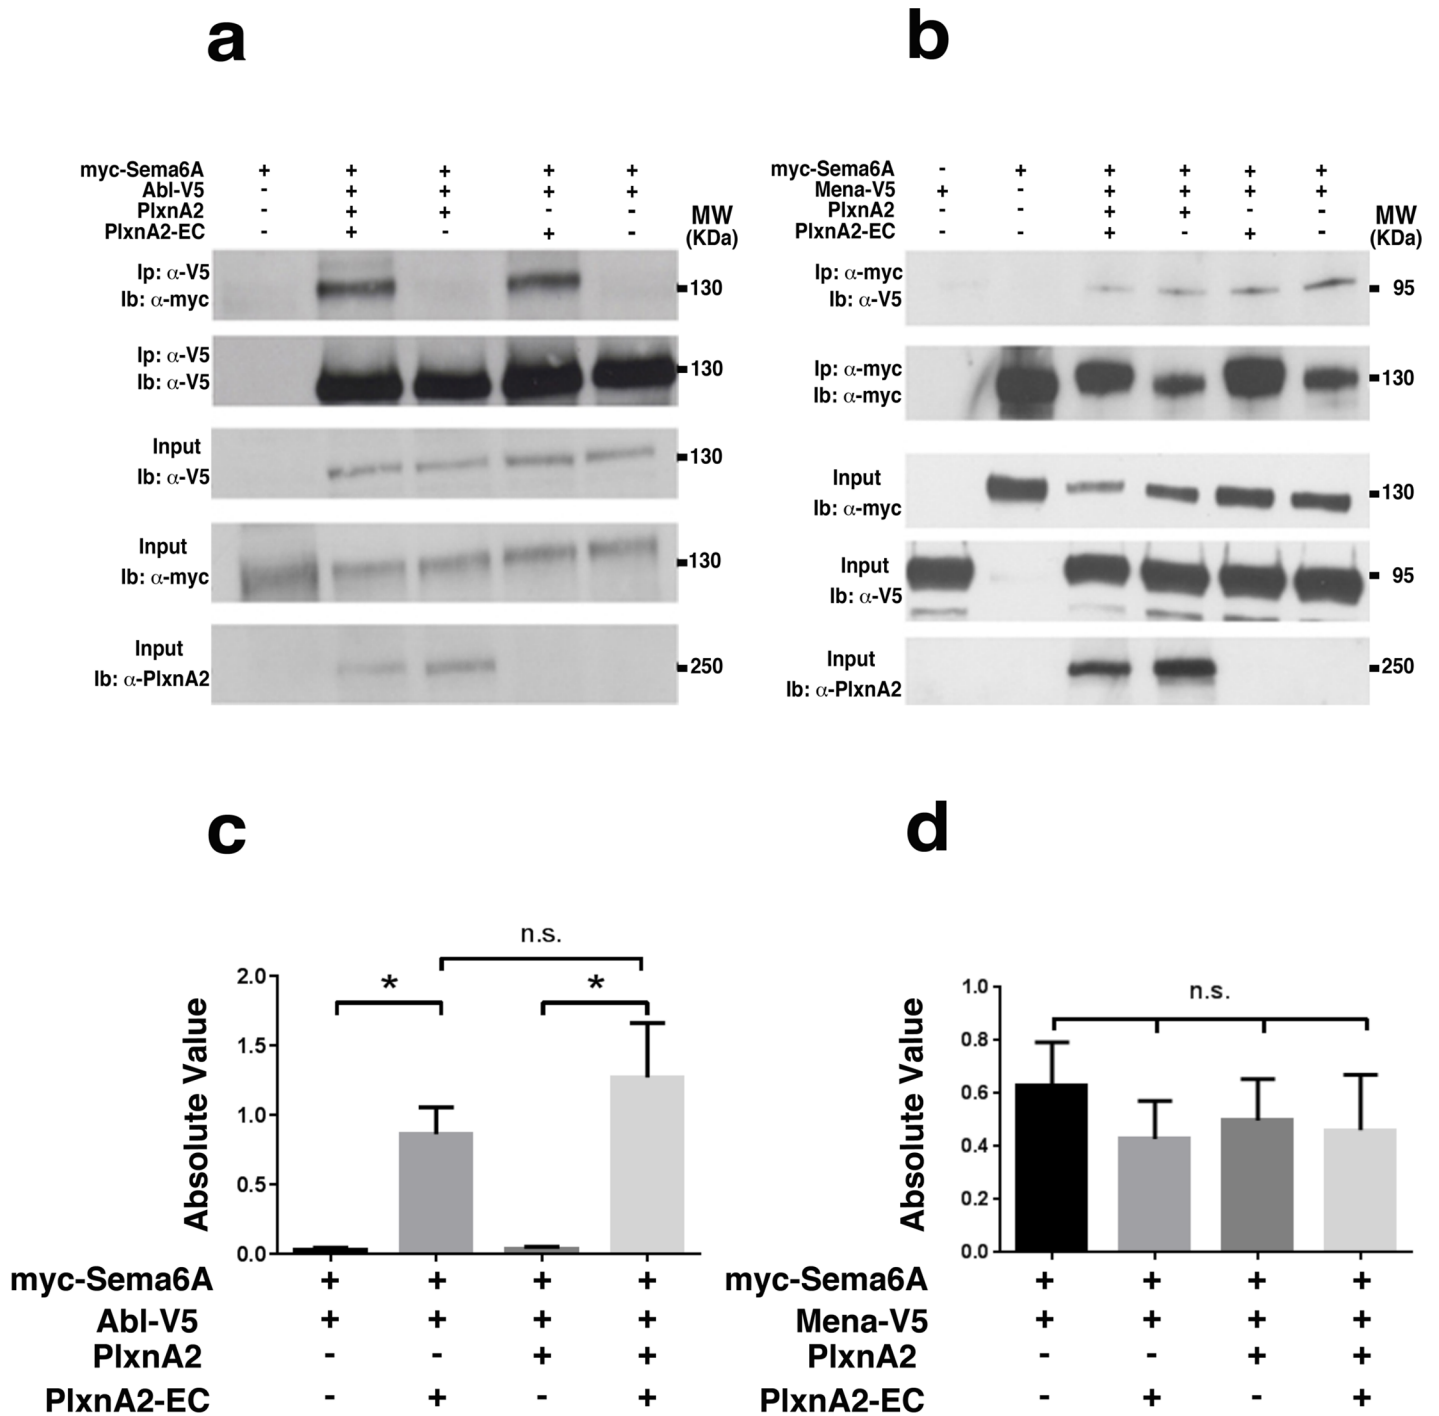 a
myc-Sema6A + + + + +
Abl-V5 - + + + +
PlxnA2 - + + - -
PlxnA2-EC - + - + -
MW
(KDa)
Ip: α-V5
Ib: α-myc
130
Ip: α-V5
Ib: α-V5
130
Input
Ib: α-V5
130
Input
Ib: α-myc
130
Input
Ib: α-PlxnA2
250
b
myc-Sema6A - + + + + +
Mena-V5 + - + + + +
PlxnA2 - - + + - -
PlxnA2-EC - - + - + -
MW
(KDa)
Ip: α-myc
Ib: α-V5
95
Ip: α-myc
Ib: α-myc
130
Input
Ib: α-myc
130
Input
Ib: α-V5
95
Input
Ib: α-PlxnA2
250
c
n.s.
* *
Absolute Value
2.0
1.5
1.0
0.5
0.0
myc-Sema6A + + + +
Abl-V5 + + + +
PlxnA2 - - + +
PlxnA2-EC - + - +
d
n.s.
Absolute Value
1.0
0.8
0.6
0.4
0.2
0.0
myc-Sema6A + + + +
Mena-V5 + + + +
PlxnA2 - - + +
PlxnA2-EC - + - +